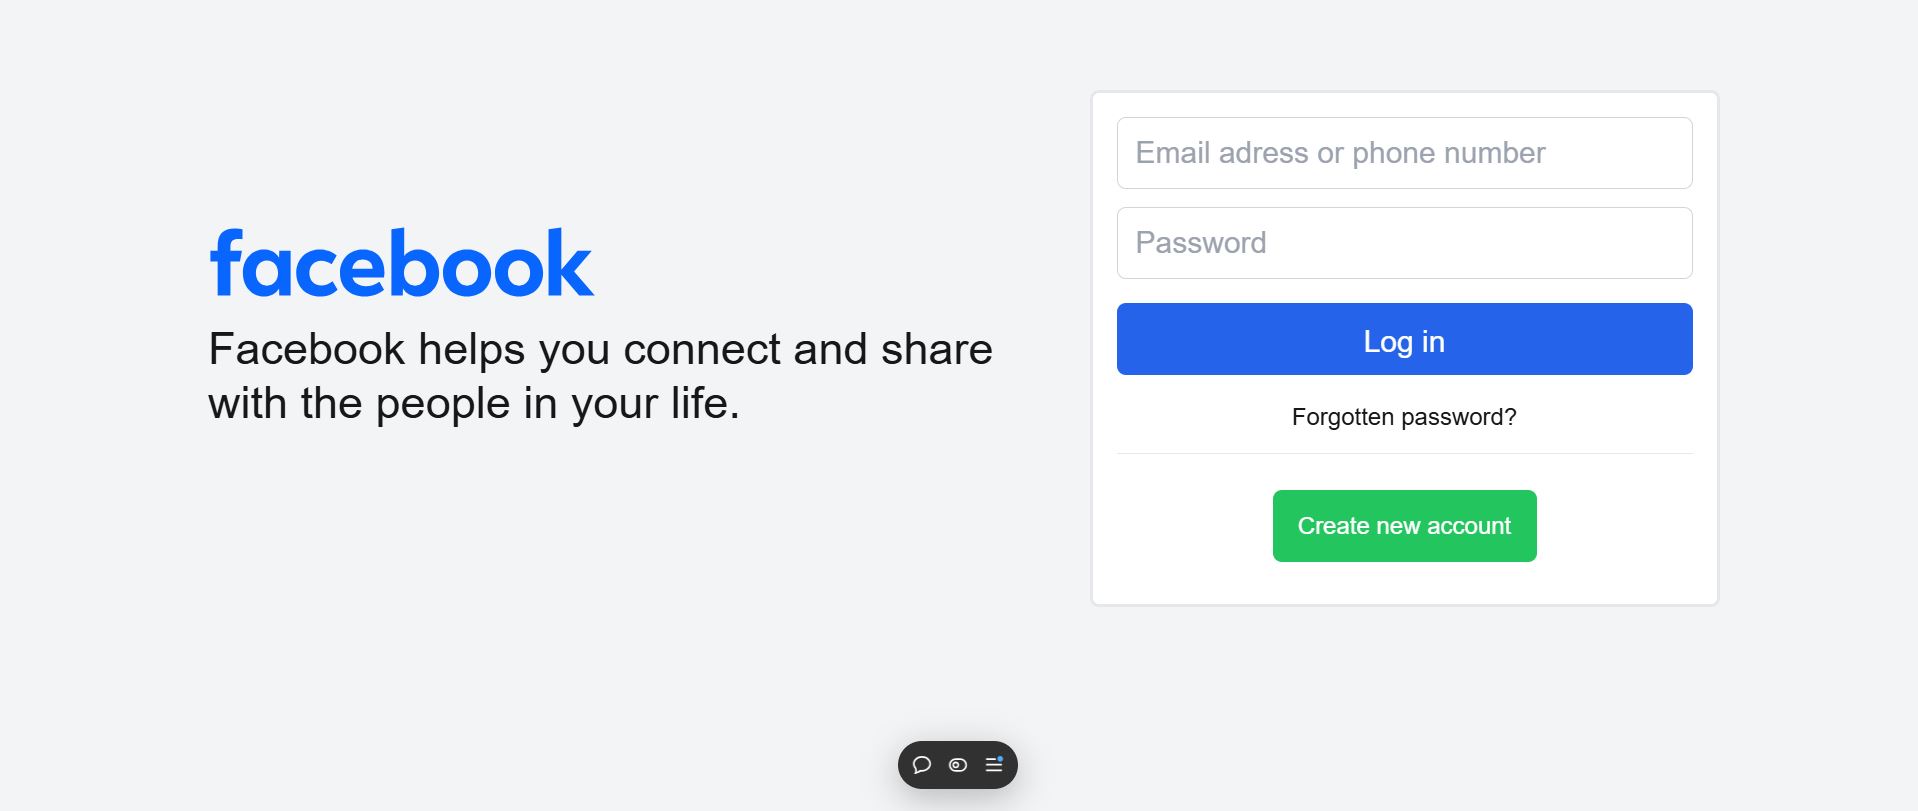 facebook
Facebook helps you connect and share
with the people in your life.
Email adress or phone number
Password
Log in
Forgotten password?
Create new account